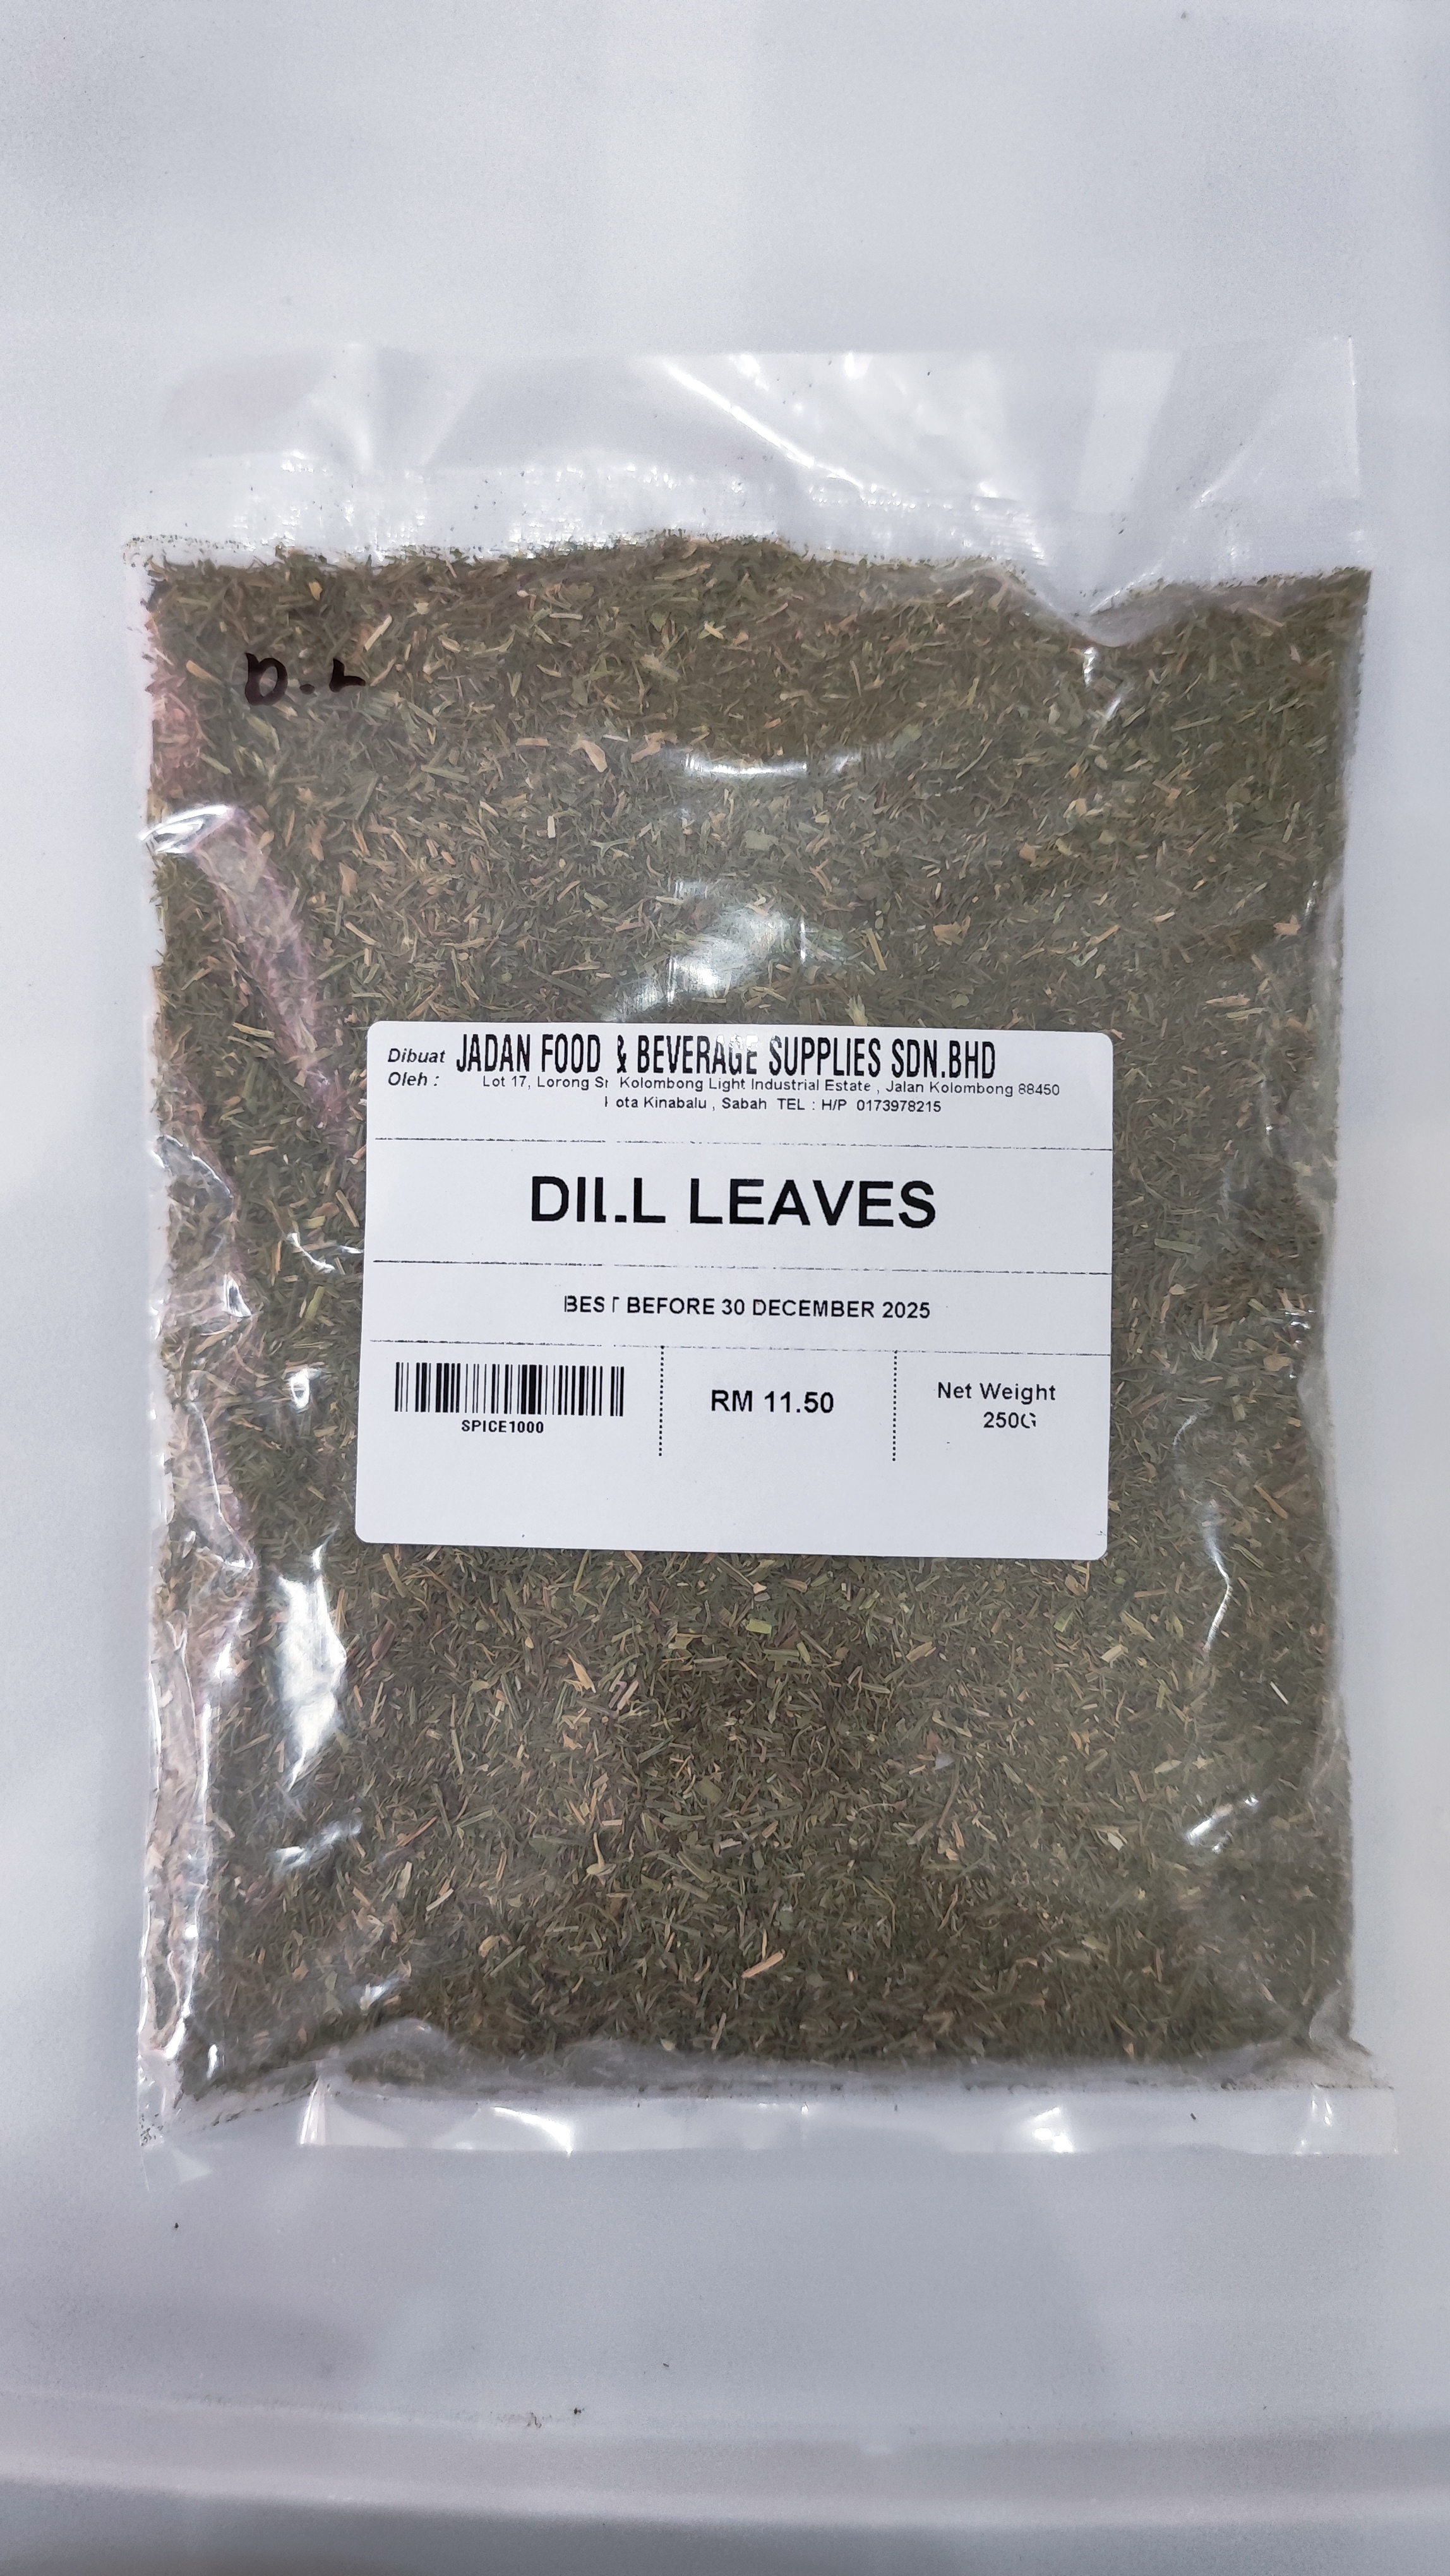 D.L
Dibuat Oleh :
JADAN FOOD & BEVERAGE SUPPLIES SDN.BHD
Lot 17, Lorong Sr Kolombong Light Industrial Estate , Jalan Kolombong 88450
ota Kinabalu , Sabah TEL : H/P 0173978215
DILL LEAVES
BEST BEFORE 30 DECEMBER 2025
SPICE1000
RM 11.50
Net Weight
250G